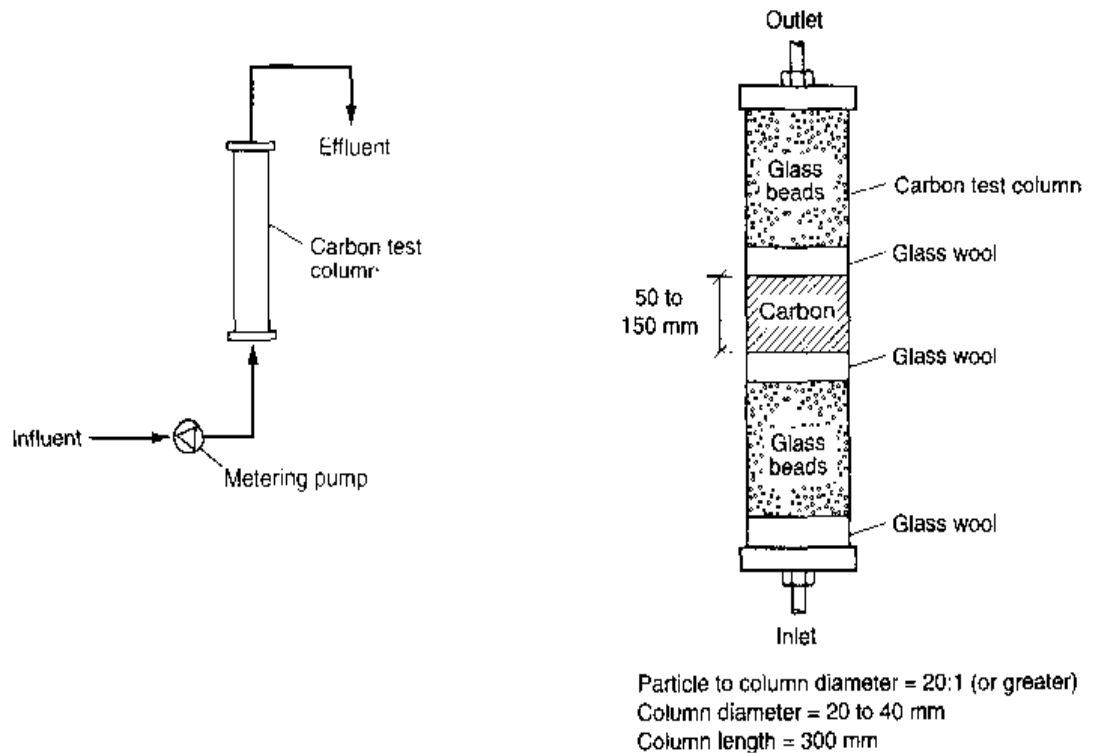 Effluent
Carbon test
column
Influent
Metering pump
Outlet
Glass
beads
Carbon test column
Glass wool
50 to
150 mm
Carbon
Glass wool
Glass
beads
Glass wool
Inlet
Particle to column diameter = 20:1 (or greater)
Column diameter = 20 to 40 mm
Column length = 300 mm